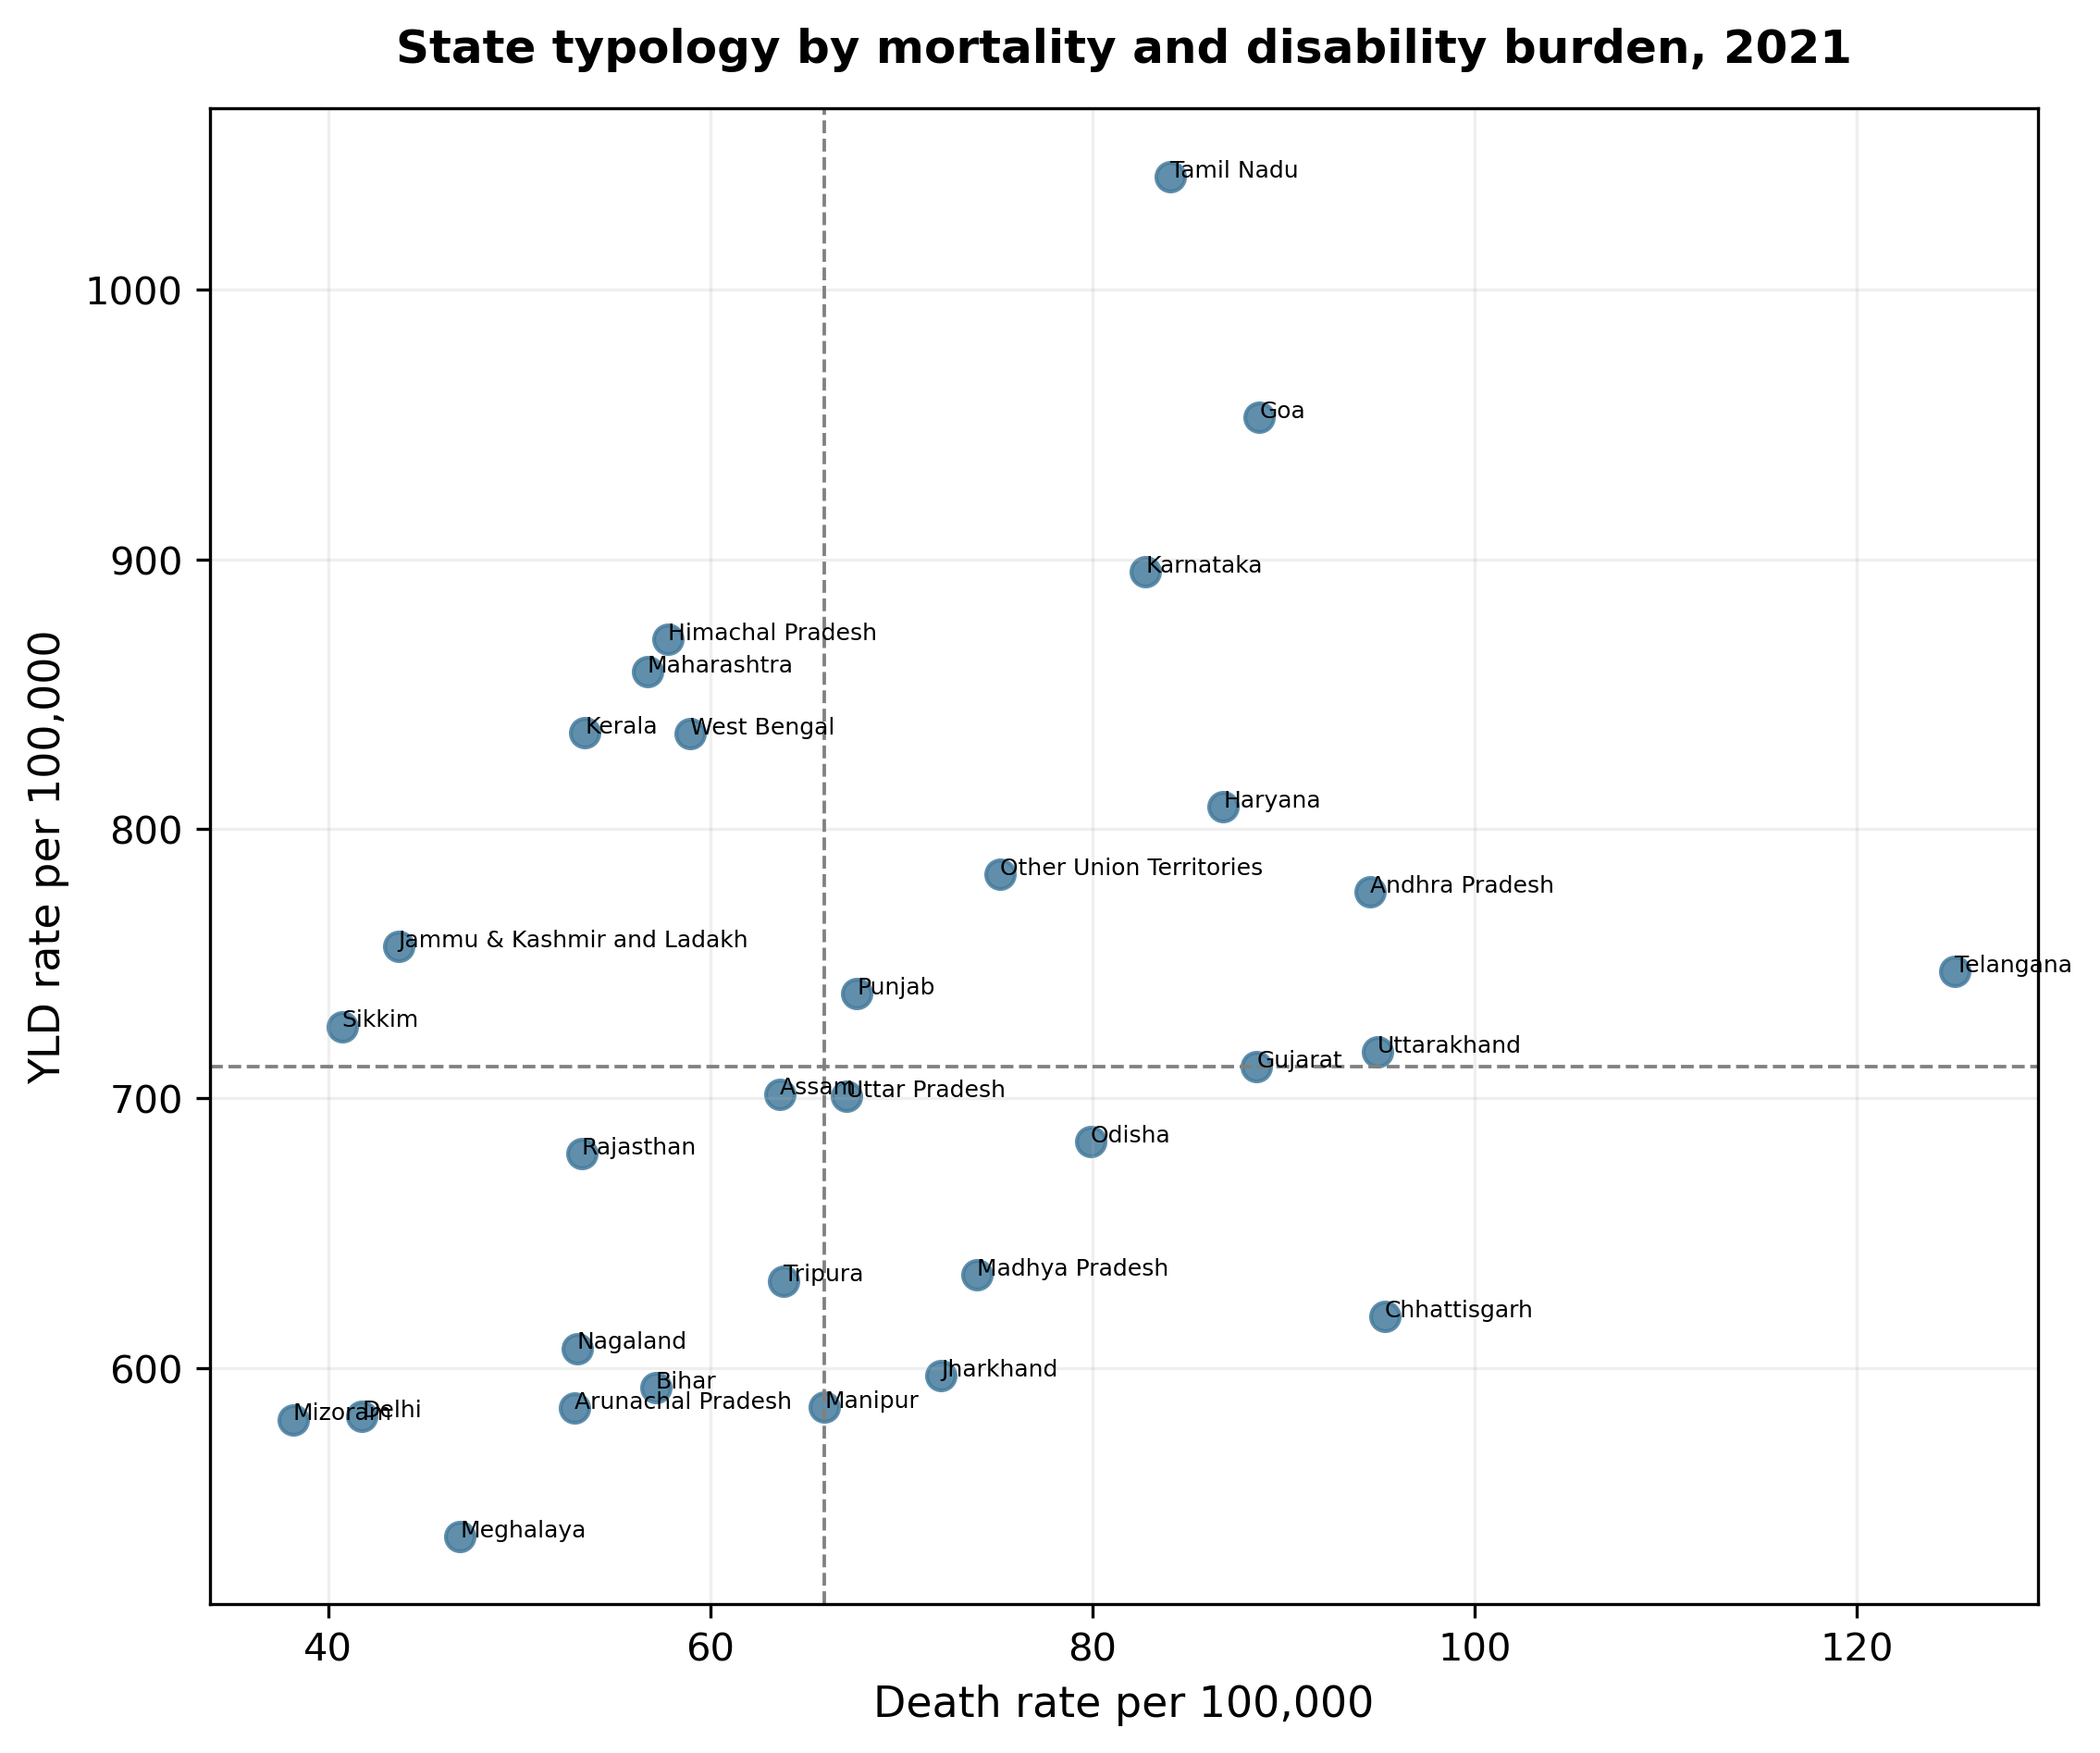 State typology by mortality and disability burden, 2021
Tamil Nadu
1000
Goa
900
Karnataka
Himachal Pradesh
Maharashtra
Kerala
West Bengal
800
Haryana
Other Union Territories
Andhra Pradesh
Jammu & Kashmir and Ladakh
Telangana
Punjab
Sikkim
Uttarakhand
Gujarat
700
Assam
Uttar Pradesh
Odisha
Rajasthan
Madhya Pradesh
Tripura
Chhattisgarh
Nagaland
600
Jharkhand
Bihar
Arunachal Pradesh
Manipur
Mizoram
Delhi
Meghalaya
YLD rate per 100,000
40 60 80 100 120
Death rate per 100,000